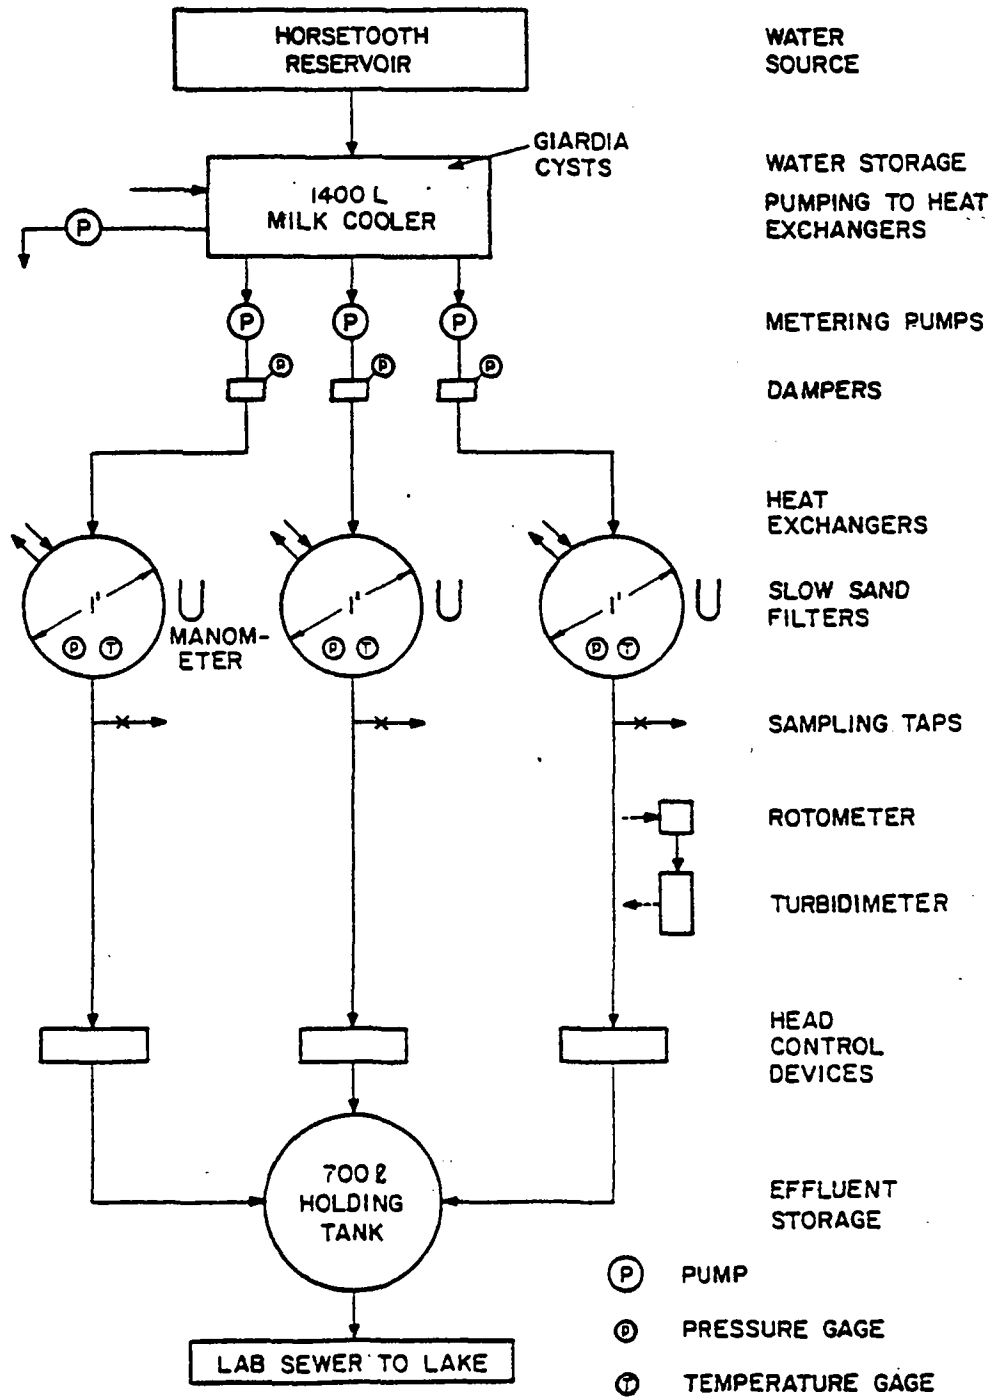 HORSETOOTH
RESERVOIR
WATER
SOURCE
GIARDIA
CYSTS
1400 L
MILK COOLER
WATER STORAGE
PUMPING TO HEAT
EXCHANGERS
P
P
P
P
METERING PUMPS
P
P
P
DAMPERS
HEAT
EXCHANGERS
1'
1'
1'
SLOW SAND
FILTERS
P T
MANOM-
ETER
P T
P T
SAMPLING TAPS
ROTOMETER
TURBIDIMETER
HEAD
CONTROL
DEVICES
700 ℓ
HOLDING
TANK
EFFLUENT
STORAGE
P PUMP
P PRESSURE GAGE
T TEMPERATURE GAGE
LAB SEWER TO LAKE